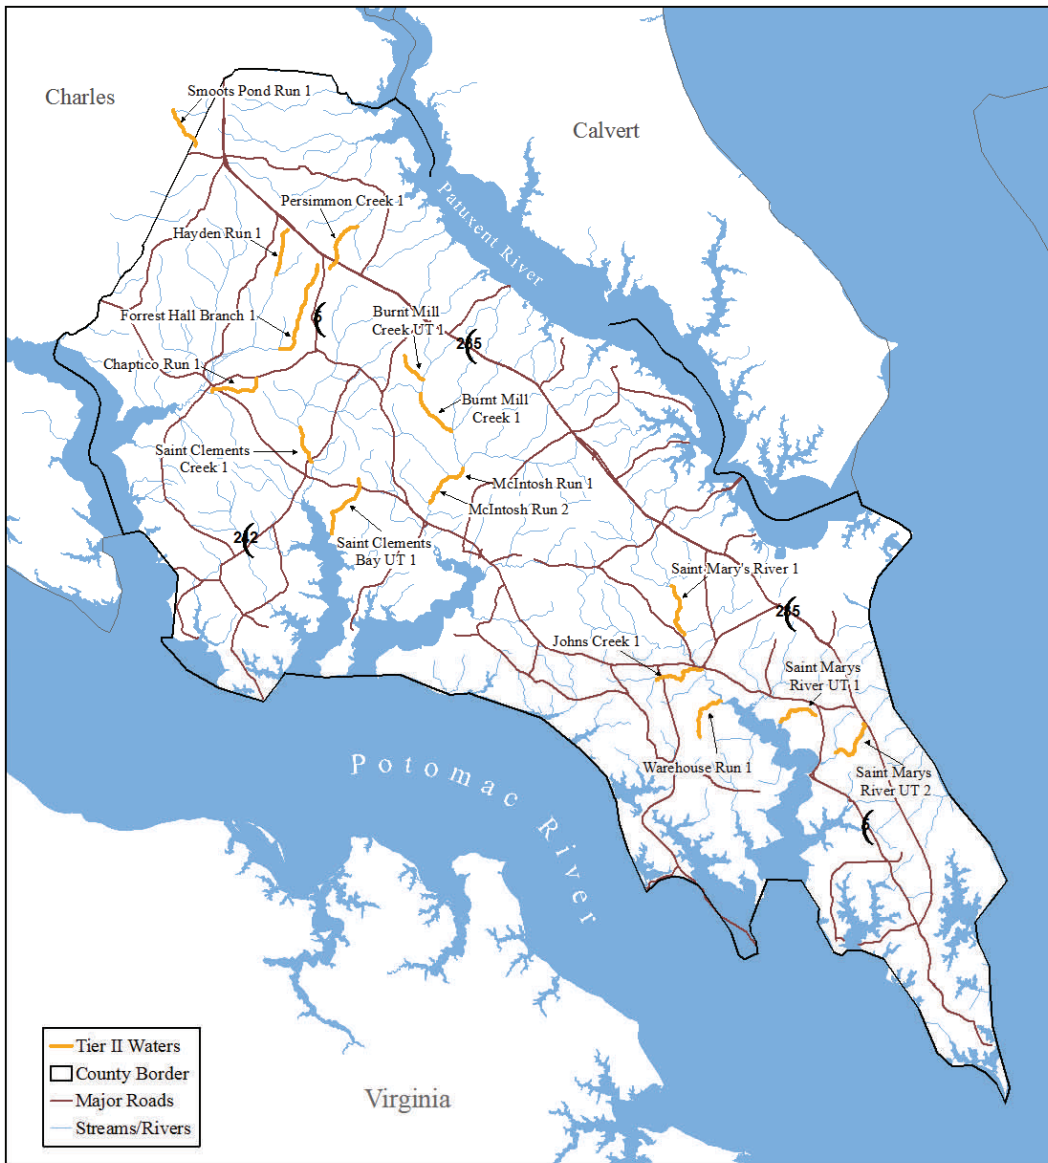 Charles
Smoots Pond Run 1
Calvert
Patuxent River
Persimmon Creek 1
Hayden Run 1
Forrest Hall Branch 1
5
Burnt Mill
Creek UT 1
235
Chaptico Run 1
Burnt Mill
Creek 1
Saint Clements
Creek 1
McIntosh Run 1
McIntosh Run 2
242
Saint Clements
Bay UT 1
Saint Mary's River 1
235
Johns Creek 1
Saint Marys
River UT 1
Warehouse Run 1
Saint Marys
River UT 2
Potomac River
5
Tier II Waters
County Border
Major Roads
Streams/Rivers
Virginia